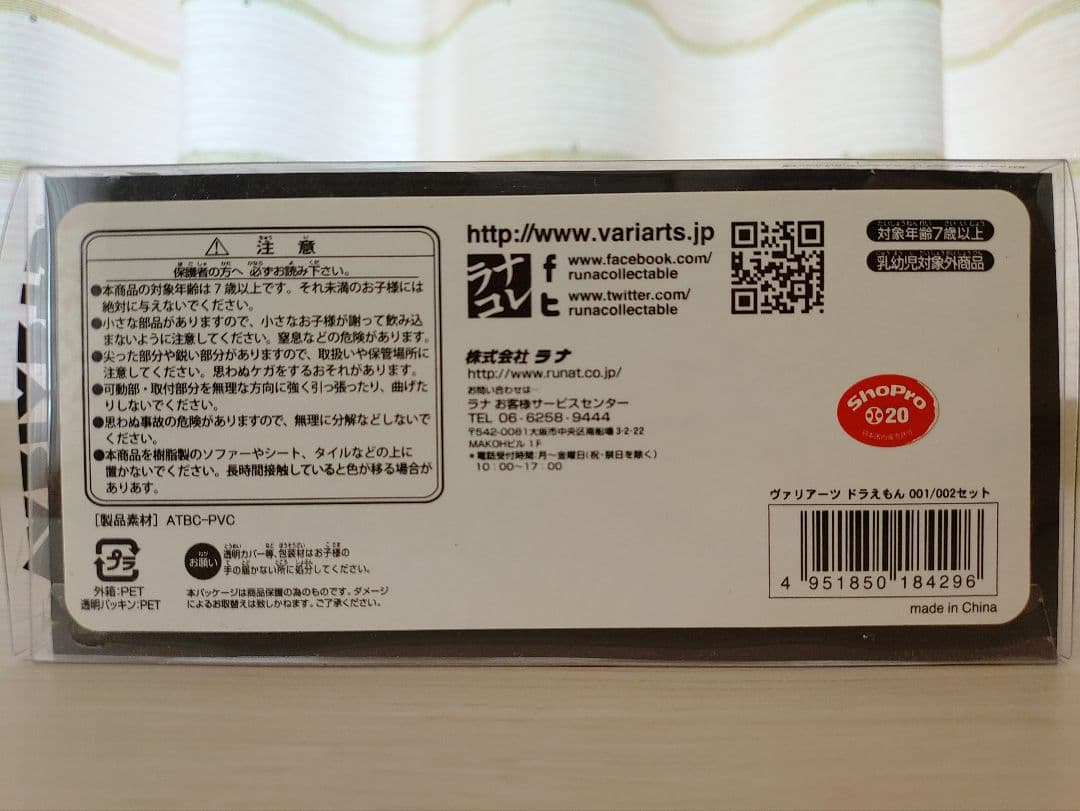 ⚠ 注意
保護者の方へ 必ずお読み下さい。
●本商品の対象年齢は7歳以上です。それ未満のお子様には
絶対に与えないでください。
●小さな部品がありますので、小さなお子様が誤って飲み込
まないように注意してください。窒息などの危険があります。
●尖った部分や鋭い部分がありますので、取扱いや保管場所に
注意してください。思わぬケガをするおそれがあります。
●可動部・取付部分を無理な方向に強く引っ張ったり、曲げた
りしないでください。
●思わぬ事故の危険がありますので、無理に分解などしないで
ください。
●本商品を樹脂製のソファーやシート、タイルなどの上に
置かないでください。長時間接触していると色が移る場合が
ありあす。
[製品素材] ATBC-PVC
プラ
外箱:PET
透明パッキン:PET
お願い
透明カバー等、包装材はお子様の
手の届かない所に処分してください。
本パッケージは商品保護の為のものです。ダメージ
によるお取替えは致しかねます。ご了承ください。
http://www.variarts.jp
ラナコレ
www.facebook.com/
runacollectable
www.twitter.com/
runacollectable
株式会社 ラナ
http://www.runat.co.jp/
お問い合わせは…
ラナ お客様サービスセンター
TEL 06-6258-9444
〒542-0081大阪市中央区南船場3-2-22
MAKOHビル 1F
*電話受付時間:月～金曜日(祝・祭日を除く)
10:00～17:00
対象年齢7歳以上
乳幼児対象外商品
ShoPro
20
ヴァリアーツ ドラえもん 001/002セット
4 951850 184296
made in China